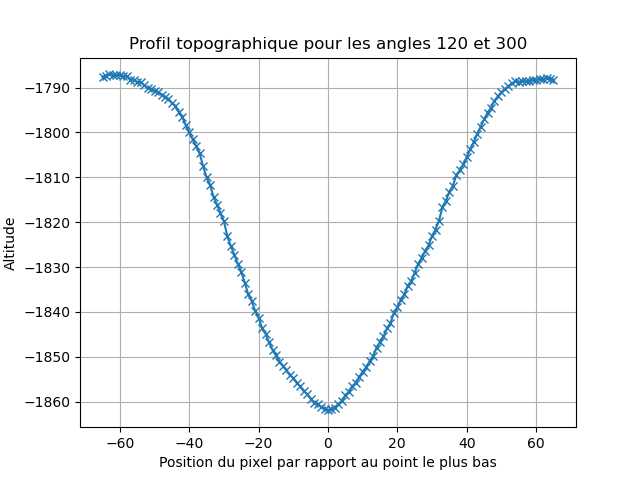 Profil topographique pour les angles 120 et 300
Altitude
−1790
−1800
−1810
−1820
−1830
−1840
−1850
−1860
−60 −40 −20 0 20 40 60
Position du pixel par rapport au point le plus bas